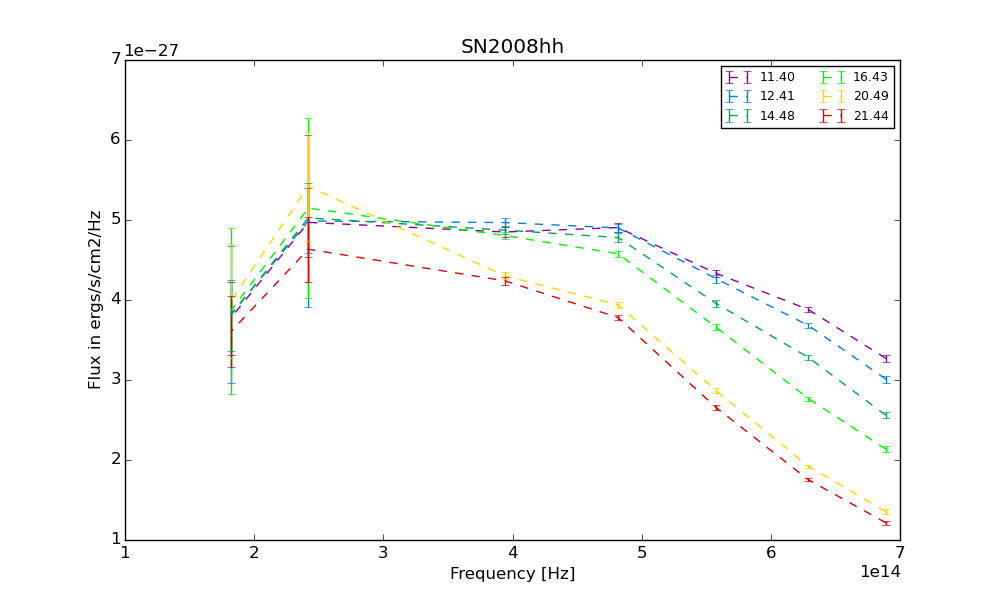 SN2008hh
1e−27
7
6
5
4
3
2
1
Flux in ergs/s/cm2/Hz
11.40 16.43
12.41 20.49
14.48 21.44
1 2 3 4 5 6 7
Frequency [Hz] 1e14